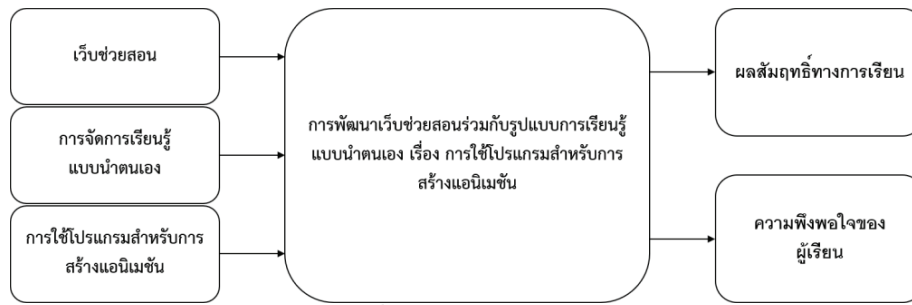 เว็บช่วยสอน
การจัดการเรียนรู้
แบบนำตนเอง
การใช้โปรแกรมสำหรับการ
สร้างแอนิเมชัน
การพัฒนาเว็บช่วยสอนร่วมกับรูปแบบการเรียนรู้
แบบนำตนเอง เรื่อง การใช้โปรแกรมสำหรับการ
สร้างแอนิเมชัน
ผลสัมฤทธิ์ทางการเรียน
ความพึงพอใจของ
ผู้เรียน